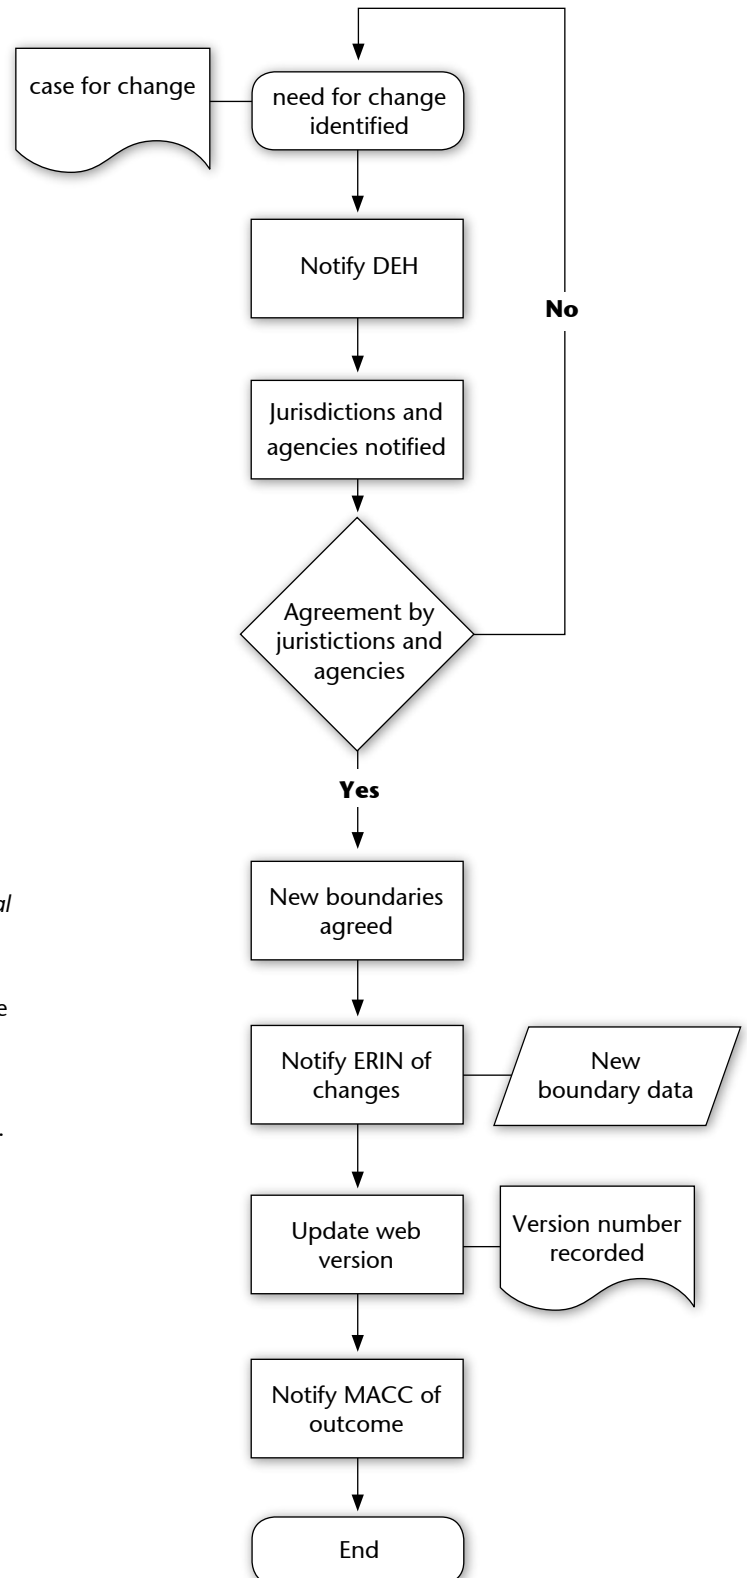 case for change
need for change
identified
Notify DEH
No
Jurisdictions and
agencies notified
Agreement by
juristictions and
agencies
Yes
New boundaries
agreed
al
e
.
Notify ERIN of
changes
New
boundary data
Update web
version
Version number
recorded
Notify MACC of
outcome
End